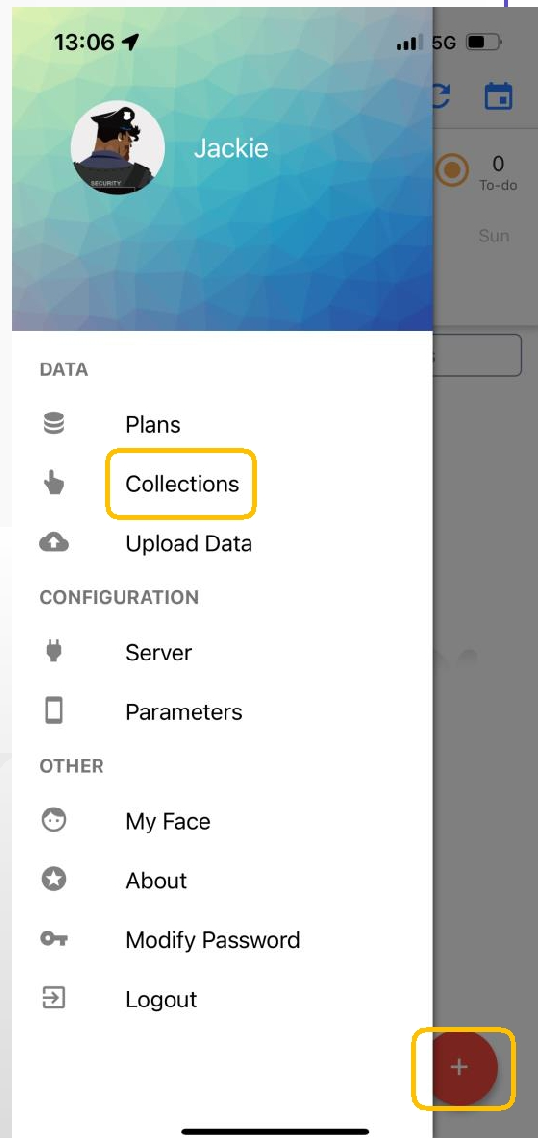 13:06
5G
Jackie
SECURITY
0
To-do
Sun
DATA
Plans
Collections
Upload Data
CONFIGURATION
Server
Parameters
OTHER
My Face
About
Modify Password
Logout
+